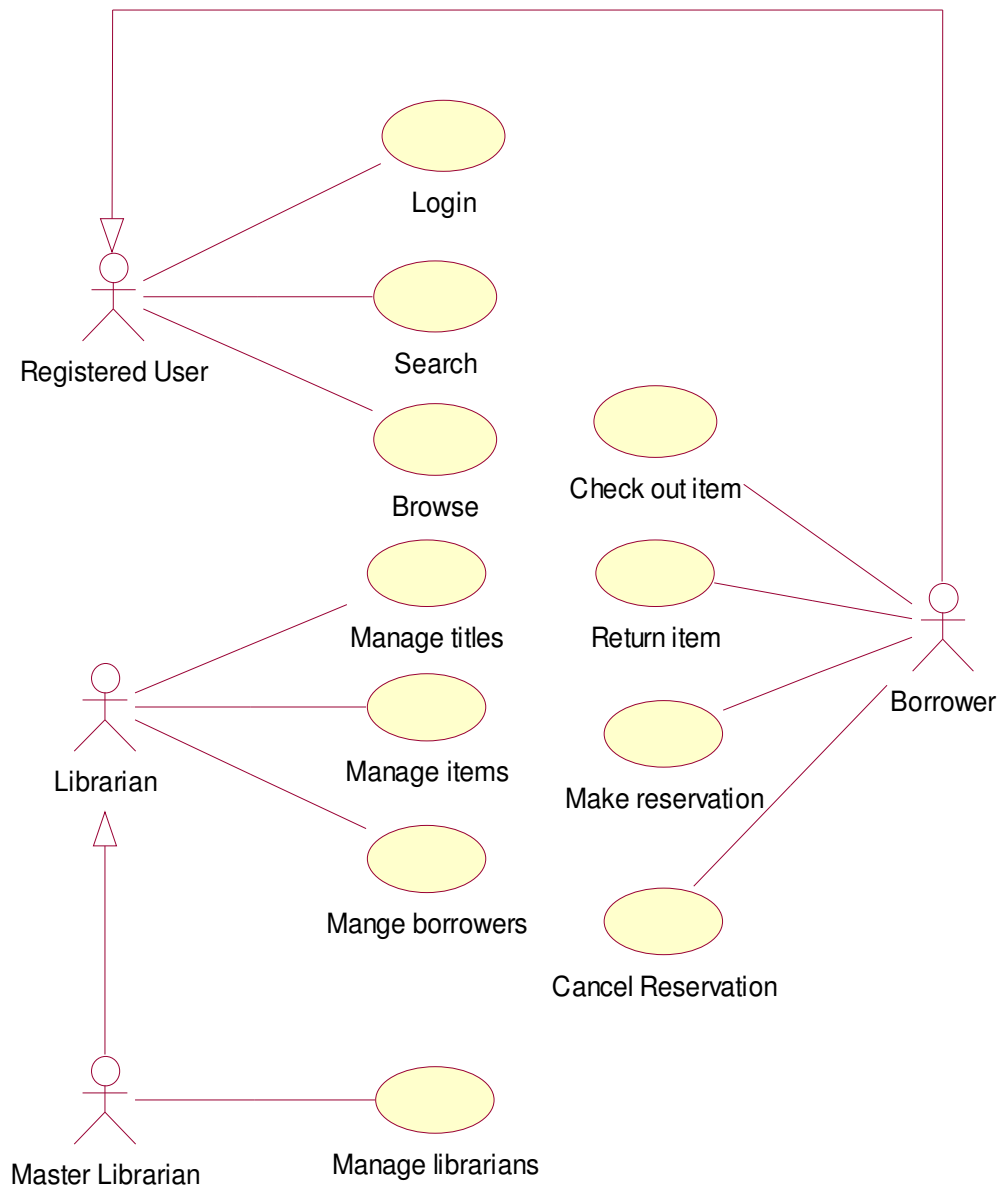 Login
Search
Registered User
Browse
Check out item
Manage titles
Return item
Borrower
Librarian
Manage items
Make reservation
Mange borrowers
Cancel Reservation
Master Librarian
Manage librarians